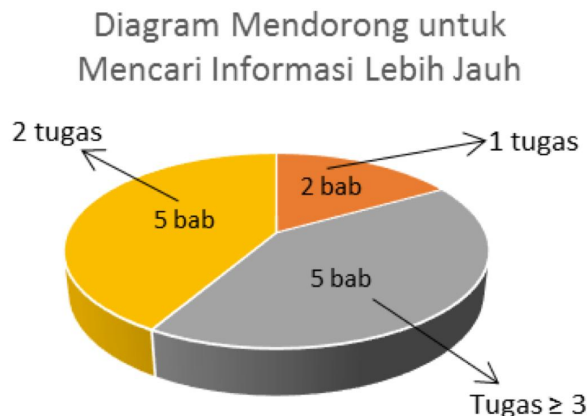 Diagram Mendorong untuk
Mencari Informasi Lebih Jauh
2 tugas
1 tugas
2 bab
5 bab
5 bab
Tugas ≥ 3